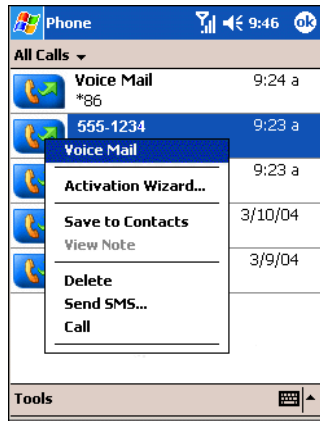 Phone 9:46 ok
All Calls
Voice Mail 9:24 a
*86
555-1234 9:23 a
Voice Mail
9:23 a
Activation Wizard...
Save to Contacts 3/10/04
View Note
3/9/04
Delete
Send SMS...
Call
Tools